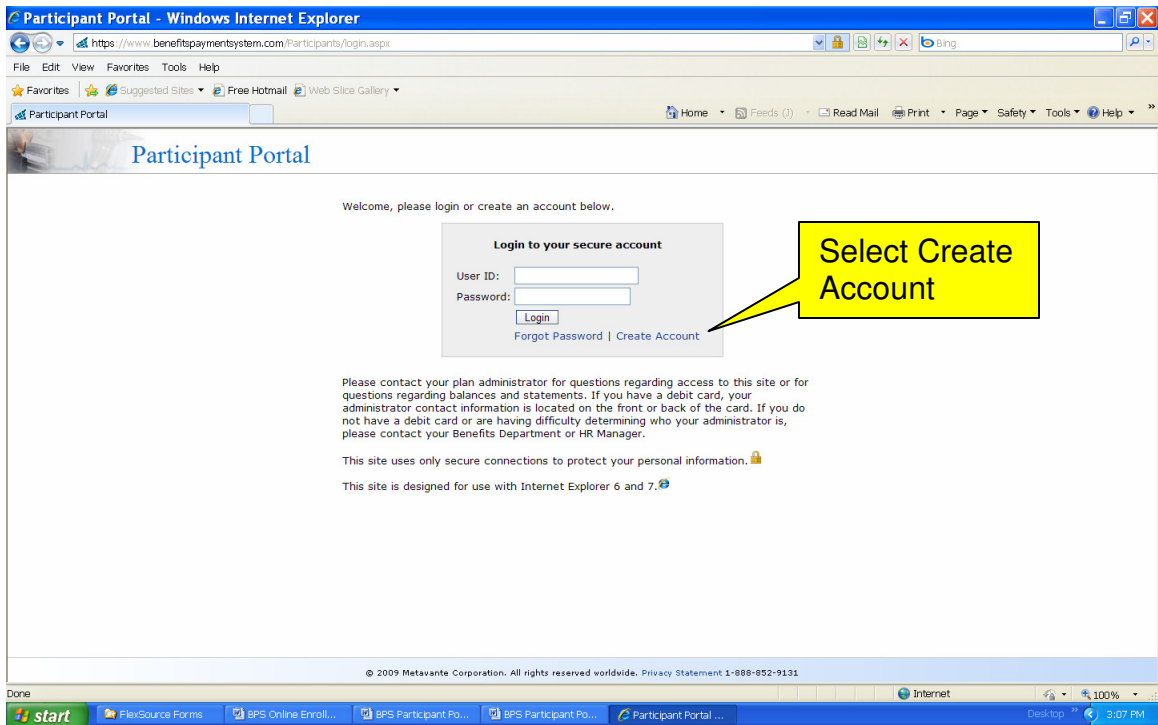 Participant Portal - Windows Internet Explorer
https://www.benefitspaymentsystem.com/Participants/login.aspx
Bing
File Edit View Favorites Tools Help
Favorites Suggested Sites Free Hotmail Web Slice Gallery
Participant Portal Home Feeds (J) Read Mail Print Page Safety Tools Help »
Participant Portal
Welcome, please login or create an account below.
Login to your secure account
User ID:
Password:
Login
Forgot Password | Create Account
Select Create
Account
Please contact your plan administrator for questions regarding access to this site or for
questions regarding balances and statements. If you have a debit card, your
administrator contact information is located on the front or back of the card. If you do
not have a debit card or are having difficulty determining who your administrator is,
please contact your Benefits Department or HR Manager.
This site uses only secure connections to protect your personal information.
This site is designed for use with Internet Explorer 6 and 7.
© 2009 Metavante Corporation. All rights reserved worldwide. Privacy Statement 1-888-852-9131
Done Internet 100%
start FlexSource Forms BPS Online Enroll... BPS Participant Po... BPS Participant Po... Participant Portal ... Desktop » 3:07 PM